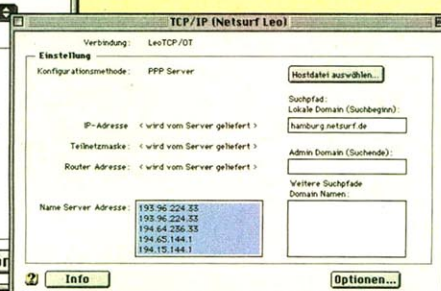 TCP/IP (Netsurf Leo)
Verbindung: LeoTCP/OT
Einstellung
Konfigurationsmethode: PPP Server
Hostdatei auswählen...
Suchpfad:
Lokale Domain (Suchbeginn):
IP-Adresse < wird vom Server geliefert >
hamburg.netsurf.de
Teilnetzmaske: < wird vom Server geliefert >
Admin Domain (Suchende):
Router Adresse: < wird vom Server geliefert >
Weitere Suchpfade
Domain Namen:
Name Server Adresse: 193.96.224.33
193.96.224.33
194.64.236.33
194.65.144.1
194.15.144.1
Info
Optionen...